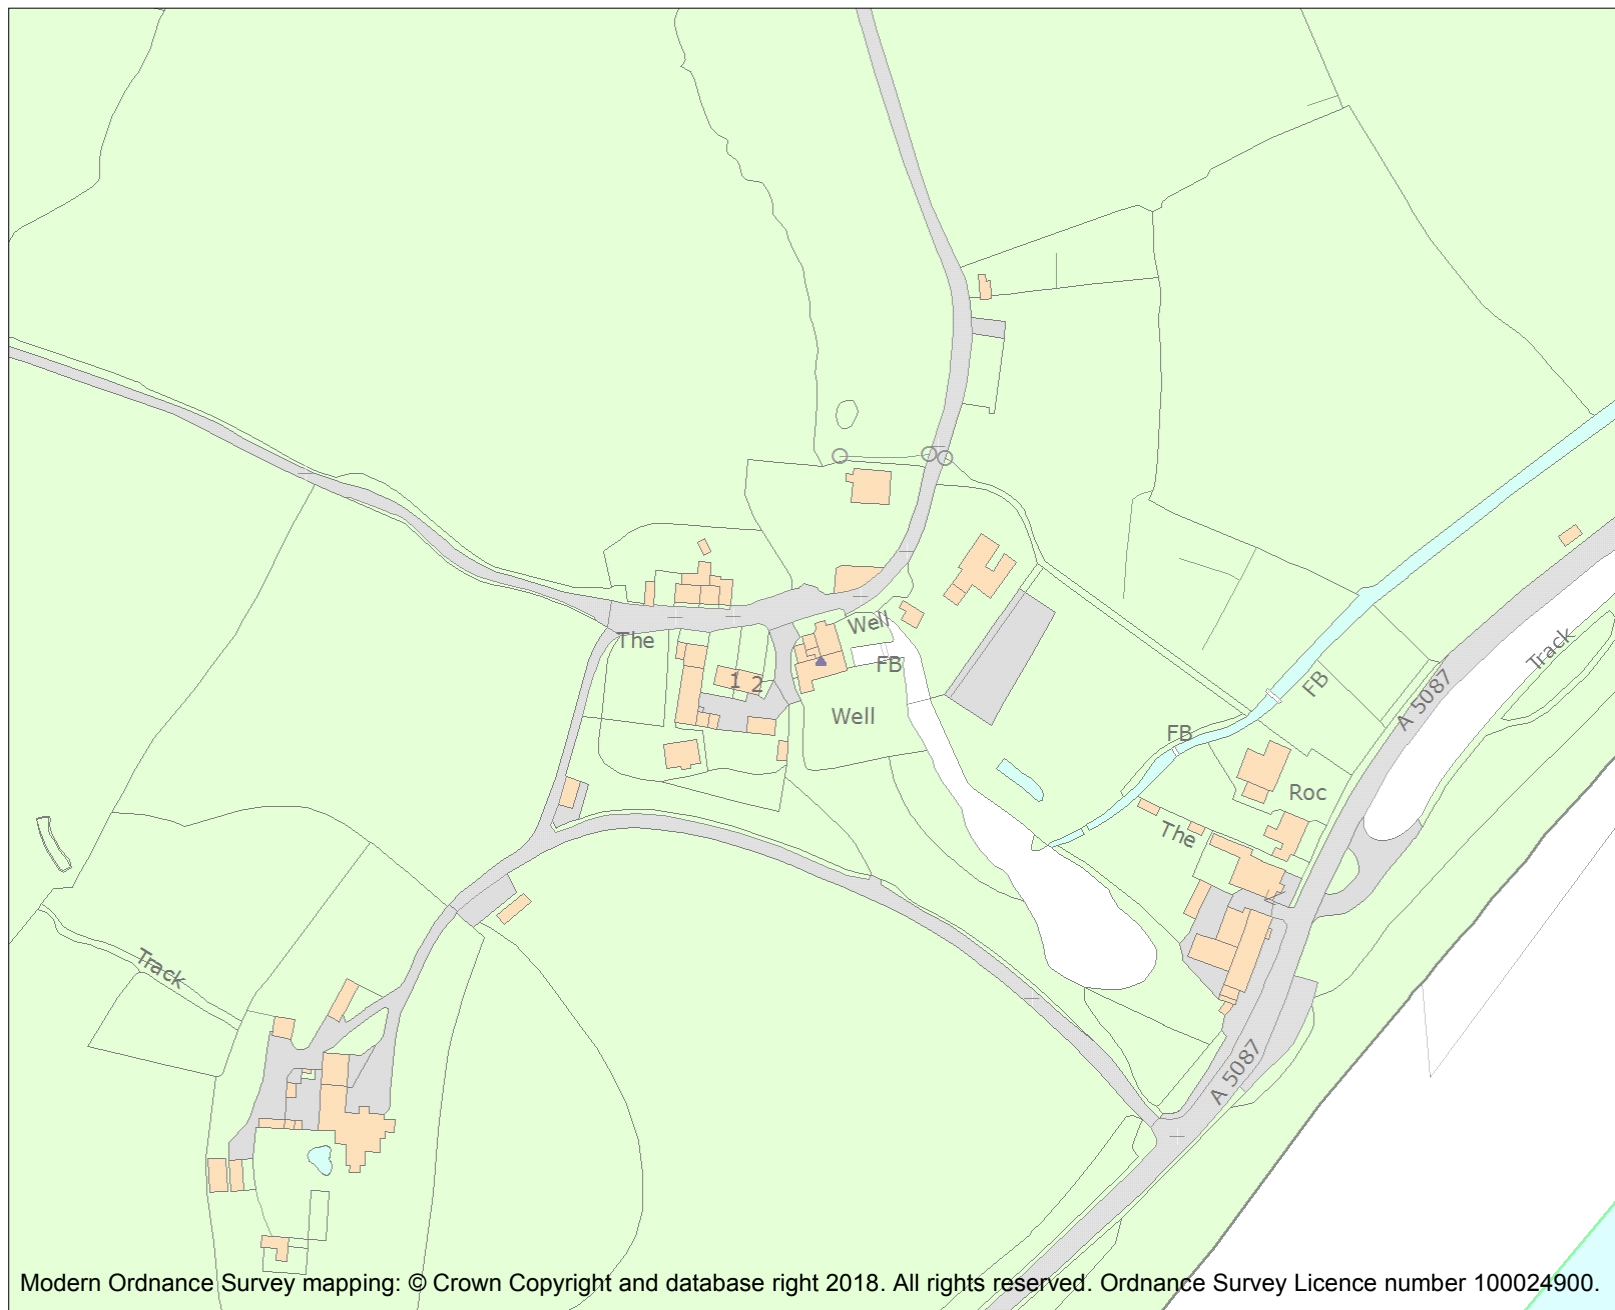 The
Well
FB
1 2
Well
FB
FB
A 5087
Track
Roc
The
Track
A 5087
Modern Ordnance Survey mapping: © Crown Copyright and database right 2018. All rights reserved. Ordnance Survey Licence number 100024900.